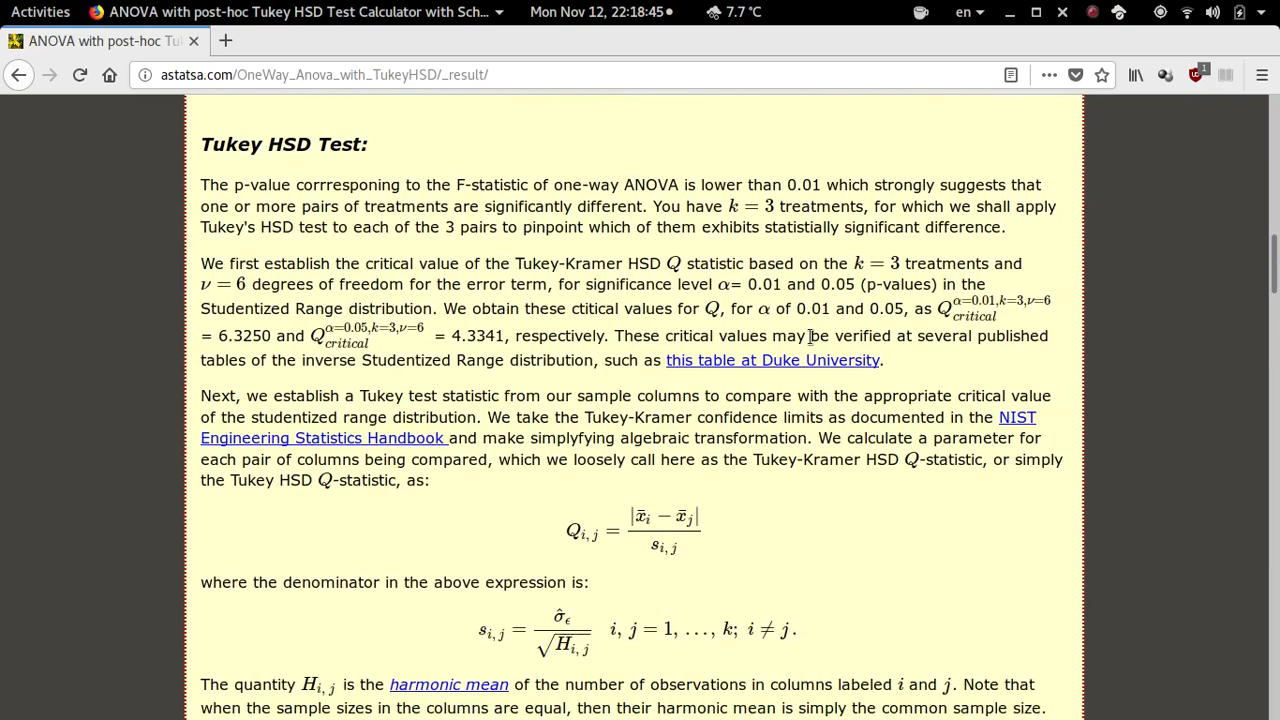 Activities ANOVA with post-hoc Tukey HSD Test Calculator with Sch... Mon Nov 12, 22:18:45 7.7 °C en
ANOVA with post-hoc Tu
astatsa.com/OneWay_Anova_with_TukeyHSD/_result/ 1
Tukey HSD Test:
The p-value corrresponing to the F-statistic of one-way ANOVA is lower than 0.01 which strongly suggests that
one or more pairs of treatments are significantly different. You have k = 3 treatments, for which we shall apply
Tukey's HSD test to each of the 3 pairs to pinpoint which of them exhibits statistially significant difference.
We first establish the critical value of the Tukey-Kramer HSD Q statistic based on the k = 3 treatments and
ν = 6 degrees of freedom for the error term, for significance level α= 0.01 and 0.05 (p-values) in the
Studentized Range distribution. We obtain these ctitical values for Q, for α of 0.01 and 0.05, as Q_{critical}^{α=0.01,k=3,ν=6}
= 6.3250 and Q_{critical}^{α=0.05,k=3,ν=6} = 4.3341, respectively. These critical values may be verified at several published
tables of the inverse Studentized Range distribution, such as this table at Duke University.
Next, we establish a Tukey test statistic from our sample columns to compare with the appropriate critical value
of the studentized range distribution. We take the Tukey-Kramer confidence limits as documented in the NIST
Engineering Statistics Handbook and make simplyfying algebraic transformation. We calculate a parameter for
each pair of columns being compared, which we loosely call here as the Tukey-Kramer HSD Q-statistic, or simply
the Tukey HSD Q-statistic, as:
Q_{i,j} = |x̄_i − x̄_j| / s_{i,j}
where the denominator in the above expression is:
s_{i,j} = σ̂_ϵ / √H_{i,j} i, j = 1, …, k; i ≠ j.
The quantity H_{i,j} is the harmonic mean of the number of observations in columns labeled i and j. Note that
when the sample sizes in the columns are equal, then their harmonic mean is simply the common sample size.